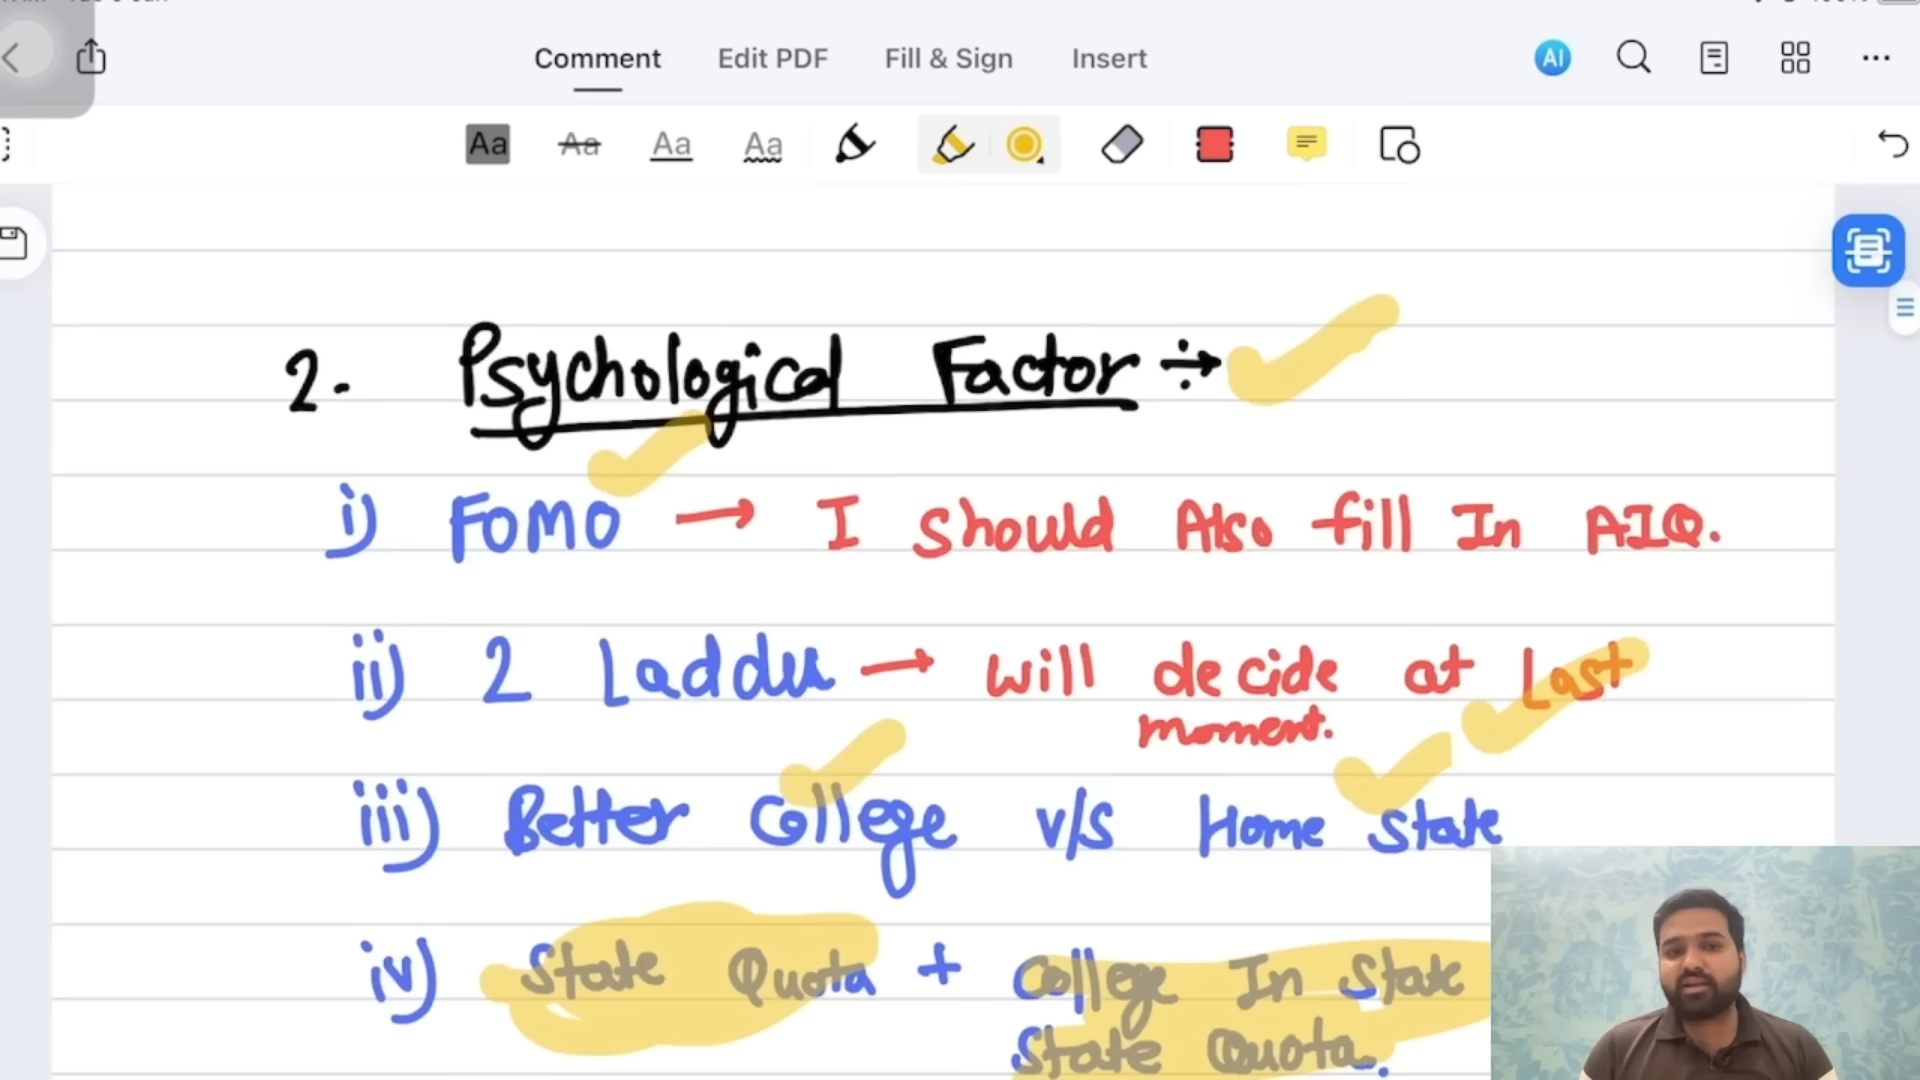 Comment Edit PDF Fill & Sign Insert AI
Aa Aa Aa Aa
2. Psychological Factor ÷→
i) FOMO → I should Also fill In AIQ.
ii) 2 Ladder → will decide at Last
moment.
iii) Better College v/s Home State
iv) State Quota + College In State
State Quota.